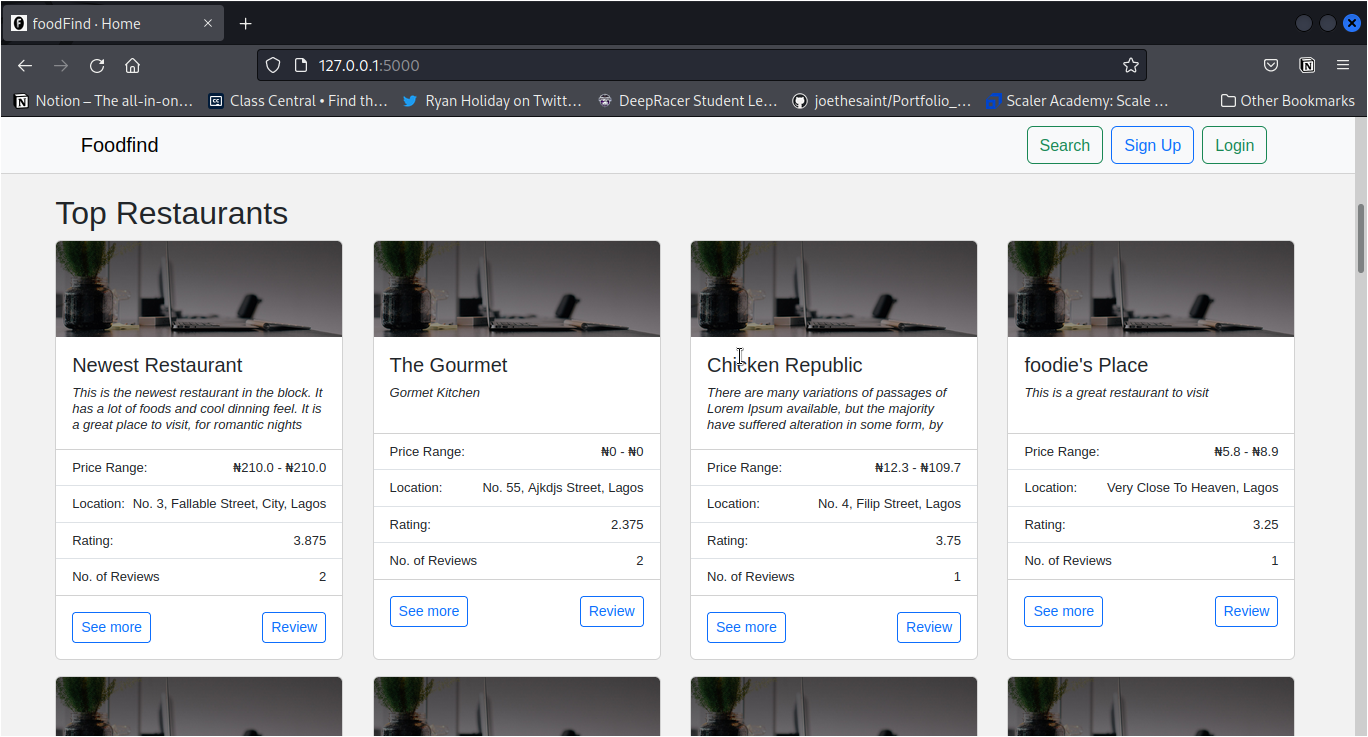 foodFind · Home
127.0.0.1:5000
Notion – The all-in-on… Class Central • Find th… Ryan Holiday on Twitt… DeepRacer Student Le… joethesaint/Portfolio_… Scaler Academy: Scale … Other Bookmarks
Foodfind Search Sign Up Login
Top Restaurants
Newest Restaurant
This is the newest restaurant in the block. It
has a lot of foods and cool dinning feel. It is
a great place to visit, for romantic nights
Price Range: ₦210.0 - ₦210.0
Location: No. 3, Fallable Street, City, Lagos
Rating: 3.875
No. of Reviews 2
See more Review
The Gourmet
Gormet Kitchen
Price Range: ₦0 - ₦0
Location: No. 55, Ajkdjs Street, Lagos
Rating: 2.375
No. of Reviews 2
See more Review
Chicken Republic
There are many variations of passages of
Lorem Ipsum available, but the majority
have suffered alteration in some form, by
Price Range: ₦12.3 - ₦109.7
Location: No. 4, Filip Street, Lagos
Rating: 3.75
No. of Reviews 1
See more Review
foodie's Place
This is a great restaurant to visit
Price Range: ₦5.8 - ₦8.9
Location: Very Close To Heaven, Lagos
Rating: 3.25
No. of Reviews 1
See more Review